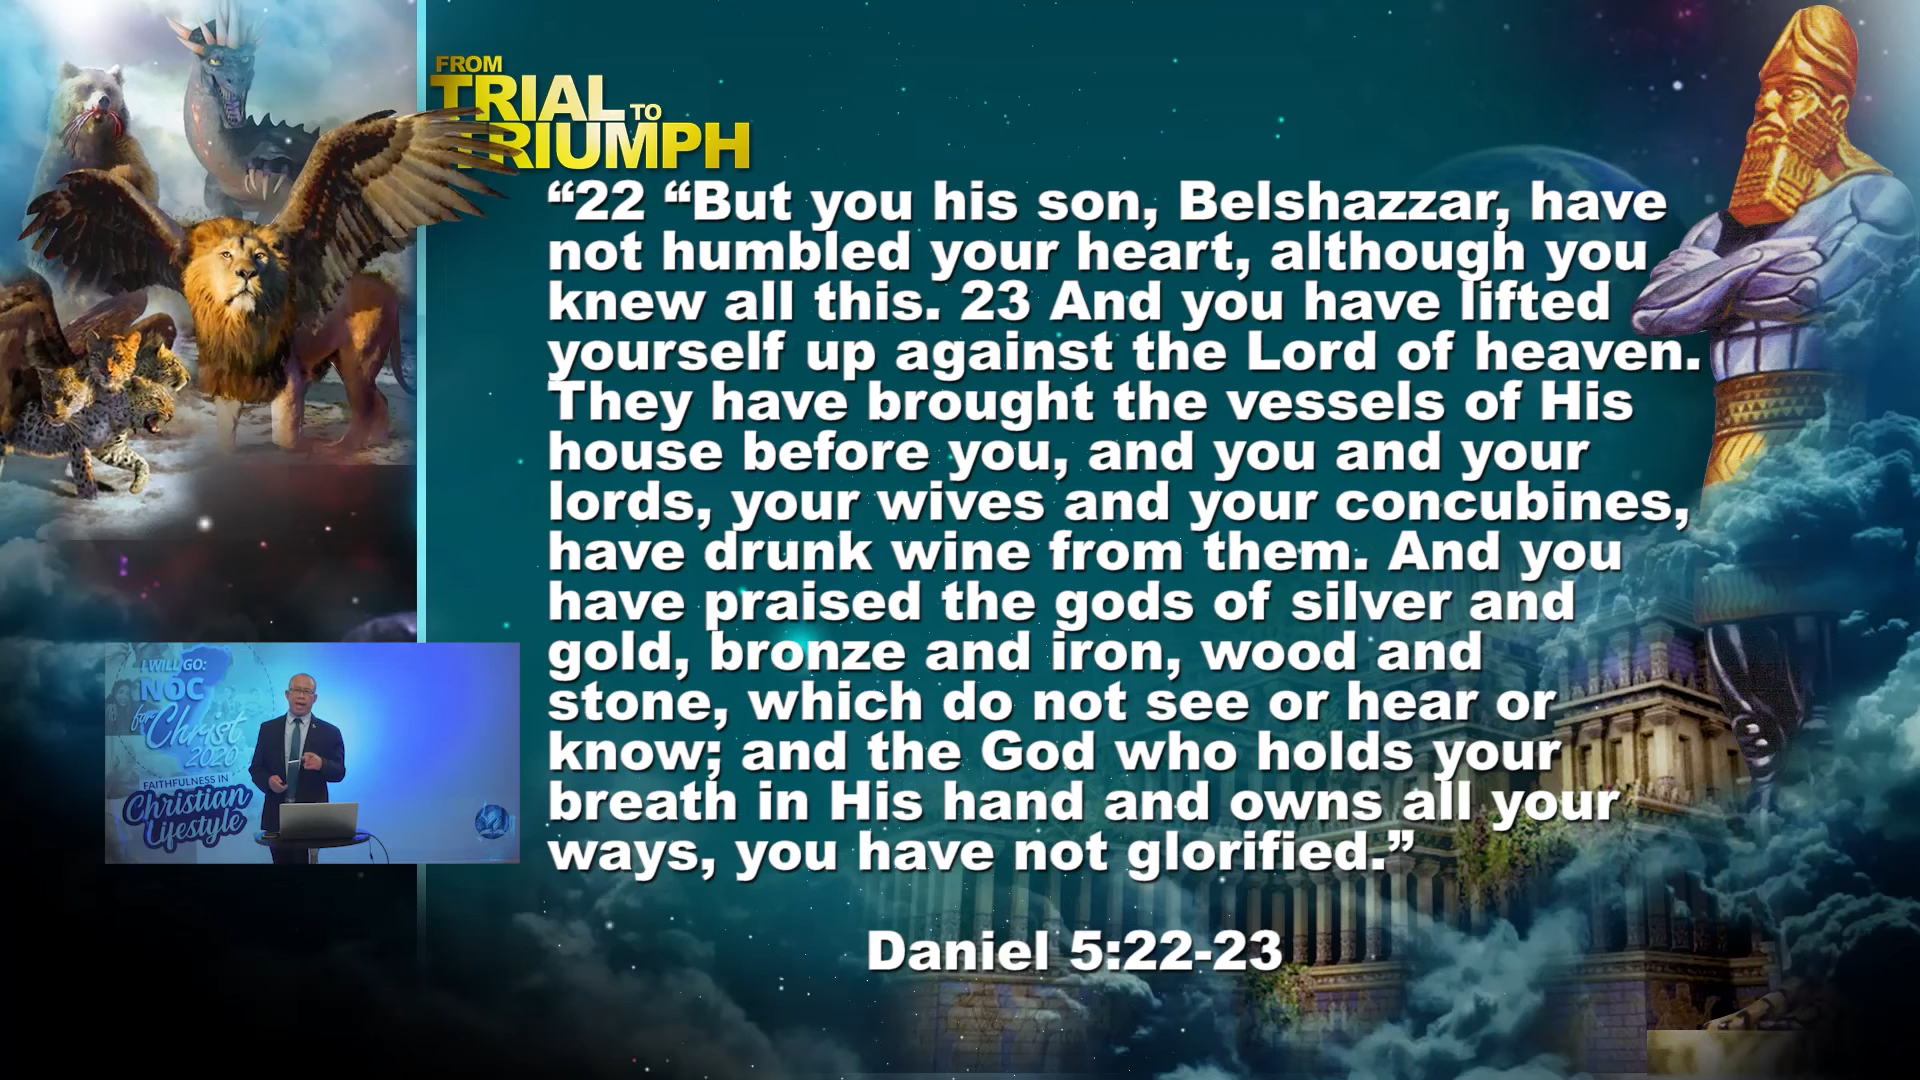 FROM
TRIAL TO
TRIUMPH
“22 “But you his son, Belshazzar, have
not humbled your heart, although you
knew all this. 23 And you have lifted
yourself up against the Lord of heaven.
They have brought the vessels of His
house before you, and you and your
lords, your wives and your concubines,
have drunk wine from them. And you
have praised the gods of silver and
gold, bronze and iron, wood and
stone, which do not see or hear or
know; and the God who holds your
breath in His hand and owns all your
ways, you have not glorified.”
Daniel 5:22-23
I WILL GO:
NOC
for Christ
2020
FAITHFULNESS IN
Christian
Lifestyle